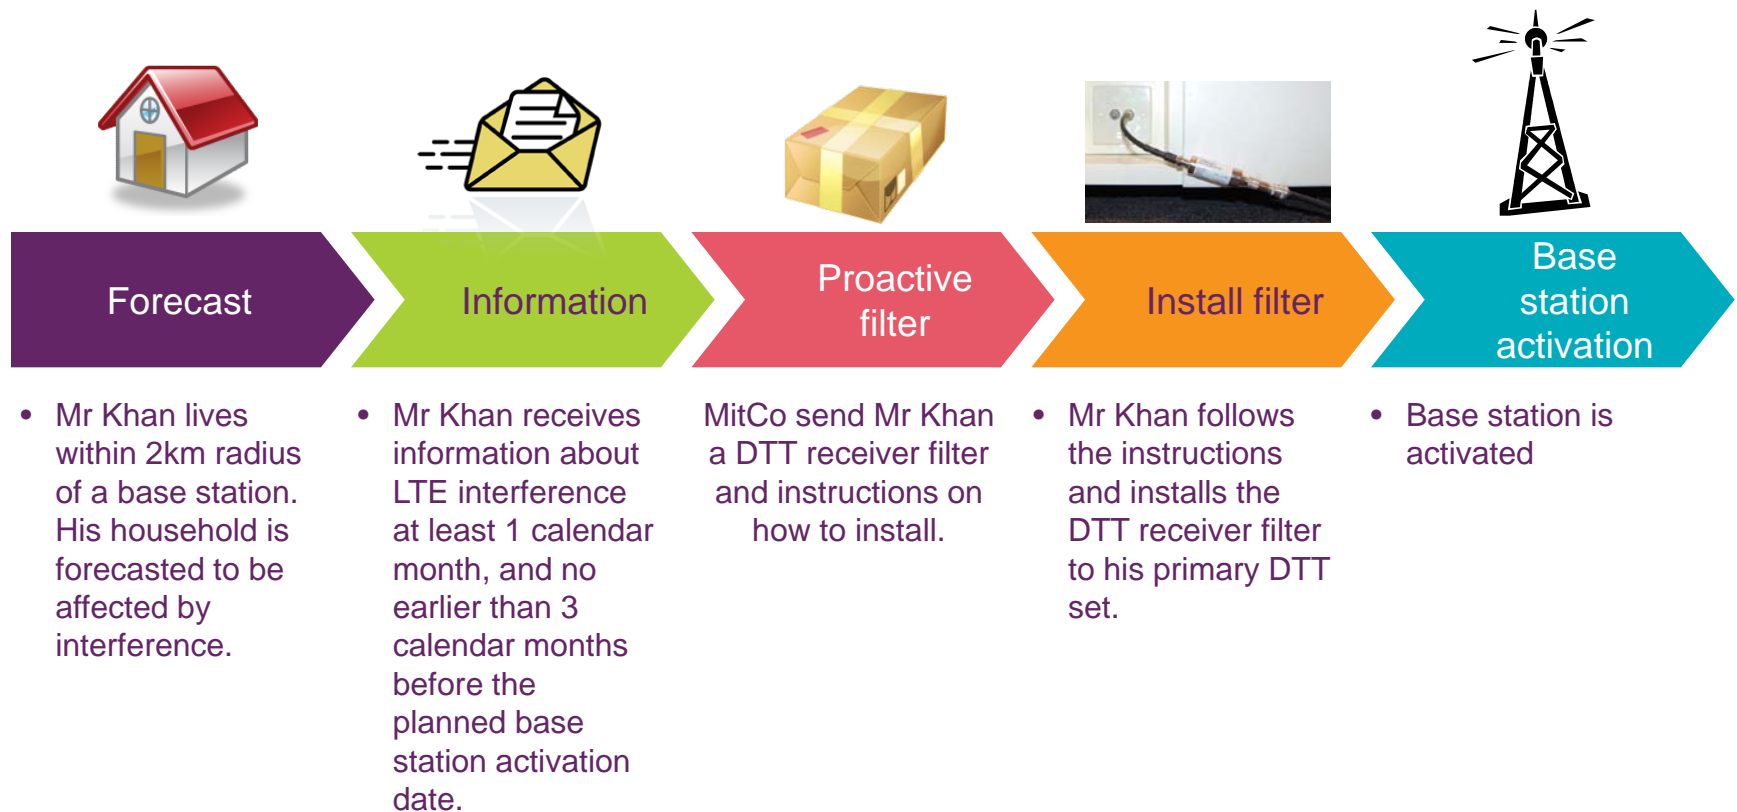 Forecast
Information
Proactive
filter
Install filter
Base
station
activation
• Mr Khan lives
within 2km radius
of a base station.
His household is
forecasted to be
affected by
interference.
• Mr Khan receives
information about
LTE interference
at least 1 calendar
month, and no
earlier than 3
calendar months
before the
planned base
station activation
date.
MitCo send Mr Khan
a DTT receiver filter
and instructions on
how to install.
• Mr Khan follows
the instructions
and installs the
DTT receiver filter
to his primary DTT
set.
• Base station is
activated